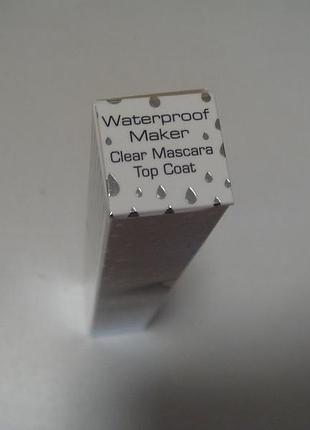 Waterproof
Maker
Clear Mascara
Top Coat